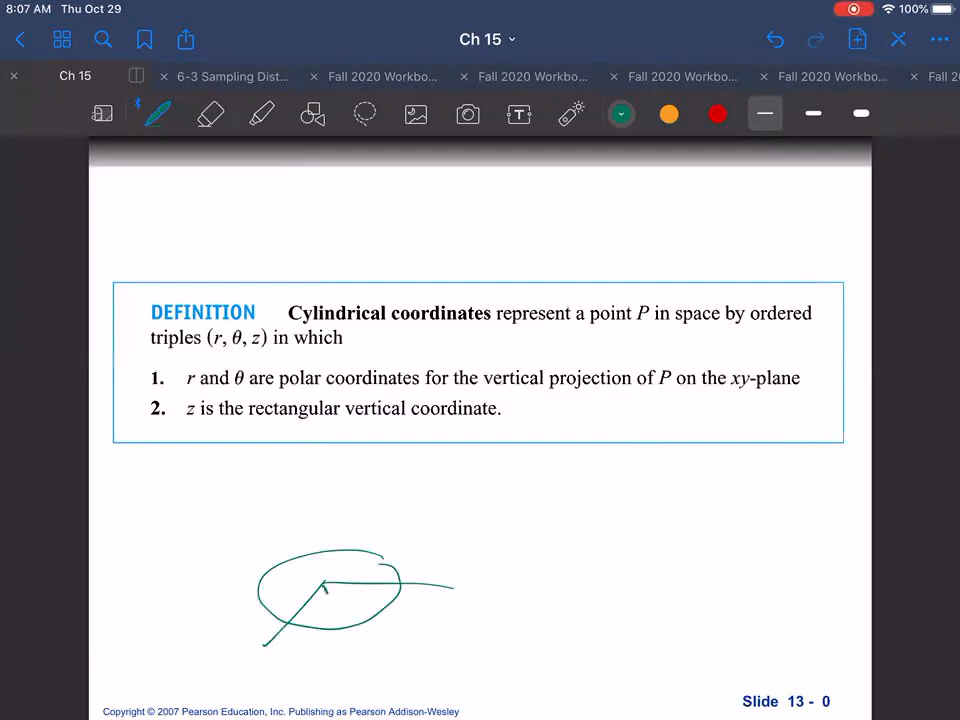 8:07 AM Thu Oct 29
100%
Ch 15
Ch 15
6-3 Sampling Dist...
Fall 2020 Workbo...
Fall 2020 Workbo...
Fall 2020 Workbo...
Fall 2020 Workbo...
Fall 20
T
DEFINITION Cylindrical coordinates represent a point P in space by ordered
triples (r, θ, z) in which
1. r and θ are polar coordinates for the vertical projection of P on the xy-plane
2. z is the rectangular vertical coordinate.
Slide 13 - 0
Copyright © 2007 Pearson Education, Inc. Publishing as Pearson Addison-Wesley